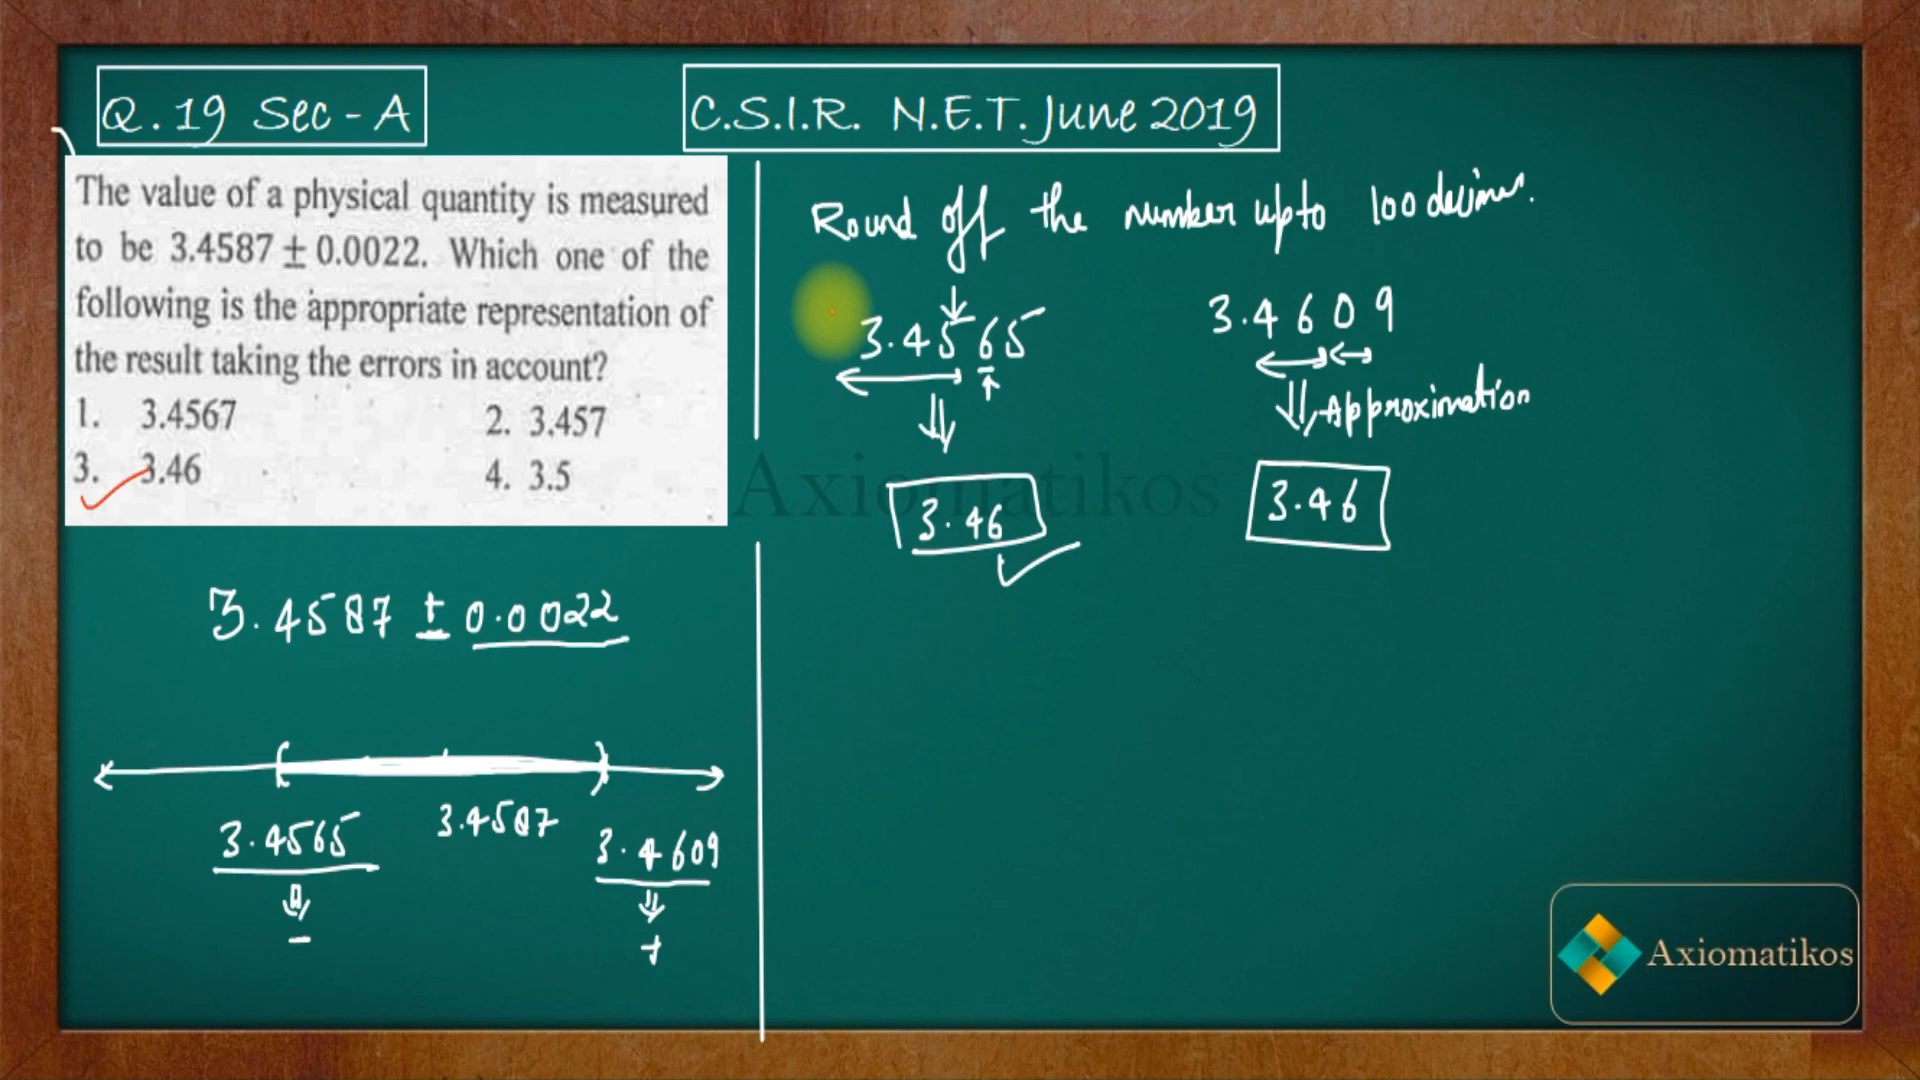 Q. 19 Sec - A
C.S.I.R. N.E.T. June 2019
The value of a physical quantity is measured
to be 3.4587 ± 0.0022. Which one of the
following is the appropriate representation of
the result taking the errors in account?
1. 3.4567 2. 3.457
3. 3.46 4. 3.5
3.4587 ± 0.0022
3.4565 3.4587 3.4609
- +
Round off the number upto 100 decimes.
3.4565 3.4609
Approximation
3.46 3.46
Axiomatikos
Axiomatikos